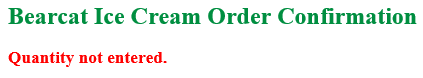 Bearcat Ice Cream Order Confirmation
Quantity not entered.